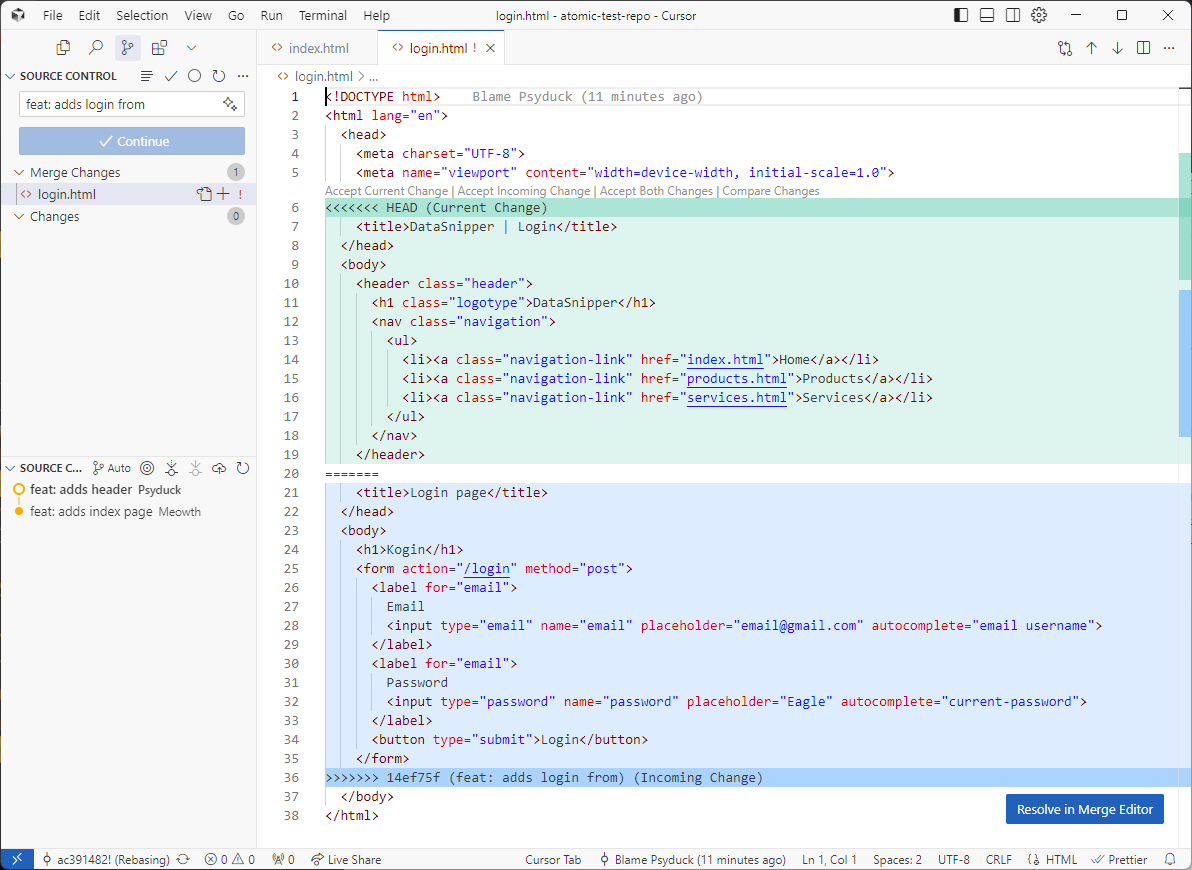 File Edit Selection View Go Run Terminal Help login.html - atomic-test-repo - Cursor
index.html login.html !
SOURCE CONTROL
feat: adds login from
Continue
Merge Changes 1
login.html !
Changes 0
SOURCE C... Auto
feat: adds header Psyduck
feat: adds index page Meowth
login.html > ...
1 <!DOCTYPE html> Blame Psyduck (11 minutes ago)
2 <html lang="en">
3 <head>
4 <meta charset="UTF-8">
5 <meta name="viewport" content="width=device-width, initial-scale=1.0">
Accept Current Change | Accept Incoming Change | Accept Both Changes | Compare Changes
6 <<<<<<< HEAD (Current Change)
7 <title>DataSnipper | Login</title>
8 </head>
9 <body>
10 <header class="header">
11 <h1 class="logotype">DataSnipper</h1>
12 <nav class="navigation">
13 <ul>
14 <li><a class="navigation-link" href="index.html">Home</a></li>
15 <li><a class="navigation-link" href="products.html">Products</a></li>
16 <li><a class="navigation-link" href="services.html">Services</a></li>
17 </ul>
18 </nav>
19 </header>
20 =======
21 <title>Login page</title>
22 </head>
23 <body>
24 <h1>Kogin</h1>
25 <form action="/login" method="post">
26 <label for="email">
27 Email
28 <input type="email" name="email" placeholder="email@gmail.com" autocomplete="email username">
29 </label>
30 <label for="email">
31 Password
32 <input type="password" name="password" placeholder="Eagle" autocomplete="current-password">
33 </label>
34 <button type="submit">Login</button>
35 </form>
36 >>>>>>> 14ef75f (feat: adds login from) (Incoming Change)
37 </body>
38 </html>
Resolve in Merge Editor
ac391482! (Rebasing) 0 0 0 Live Share Cursor Tab Blame Psyduck (11 minutes ago) Ln 1, Col 1 Spaces: 2 UTF-8 CRLF HTML Prettier